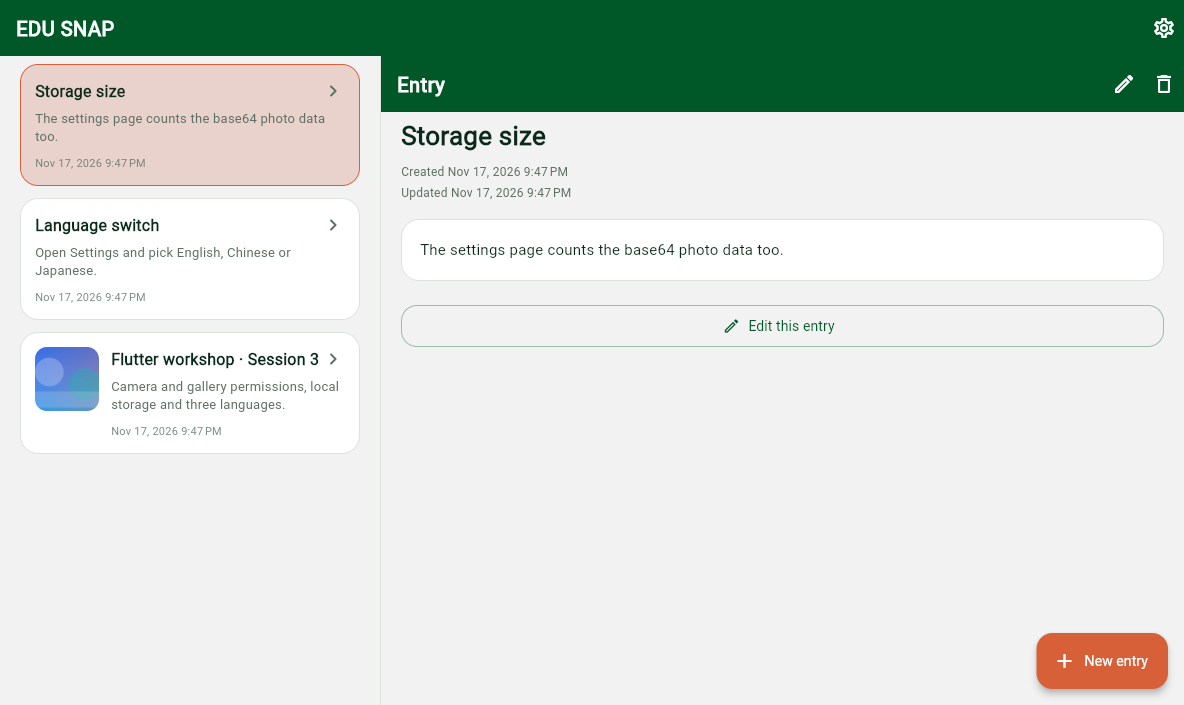 EDU SNAP
Storage size
The settings page counts the base64 photo data
too.
Nov 17, 2026 9:47 PM
Language switch
Open Settings and pick English, Chinese or
Japanese.
Nov 17, 2026 9:47 PM
Flutter workshop · Session 3
Camera and gallery permissions, local
storage and three languages.
Nov 17, 2026 9:47 PM
Entry
Storage size
Created Nov 17, 2026 9:47 PM
Updated Nov 17, 2026 9:47 PM
The settings page counts the base64 photo data too.
Edit this entry
New entry